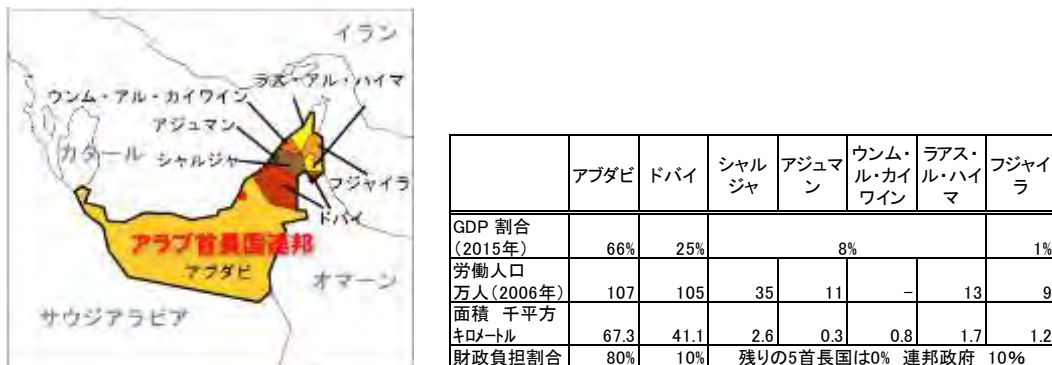 イラン
ラス・アル・ハイマ
ウンム・アル・カイワイン
アジュマン
カタール
シャルジャ
フジャイラ
ドバイ
アラブ首長国連邦
アブダビ
オマーン
サウジアラビア
アブダビ ドバイ シャルジャ アジュマン ウンム・ル・カイワイン ラアス・ル・ハイマ フジャイラ
GDP 割合
(2015年) 66% 25% 8% 1%
労働人口
万人(2006年) 107 105 35 11 − 13 9
面積 千平方
キロメートル 67.3 41.1 2.6 0.3 0.8 1.7 1.2
財政負担割合 80% 10% 残りの5首長国は0% 連邦政府 10%